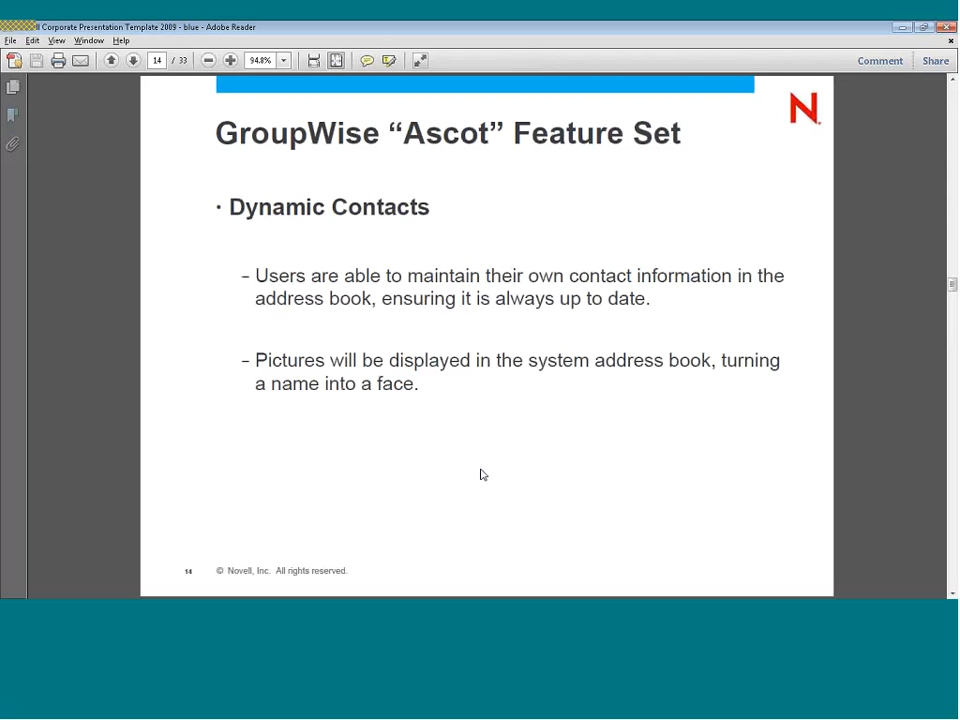 ll Corporate Presentation Template 2009 - blue - Adobe Reader
File Edit View Window Help
14 / 33 94.8% Comment Share
N
GroupWise “Ascot” Feature Set
• Dynamic Contacts
– Users are able to maintain their own contact information in the
address book, ensuring it is always up to date.
– Pictures will be displayed in the system address book, turning
a name into a face.
14 © Novell, Inc. All rights reserved.